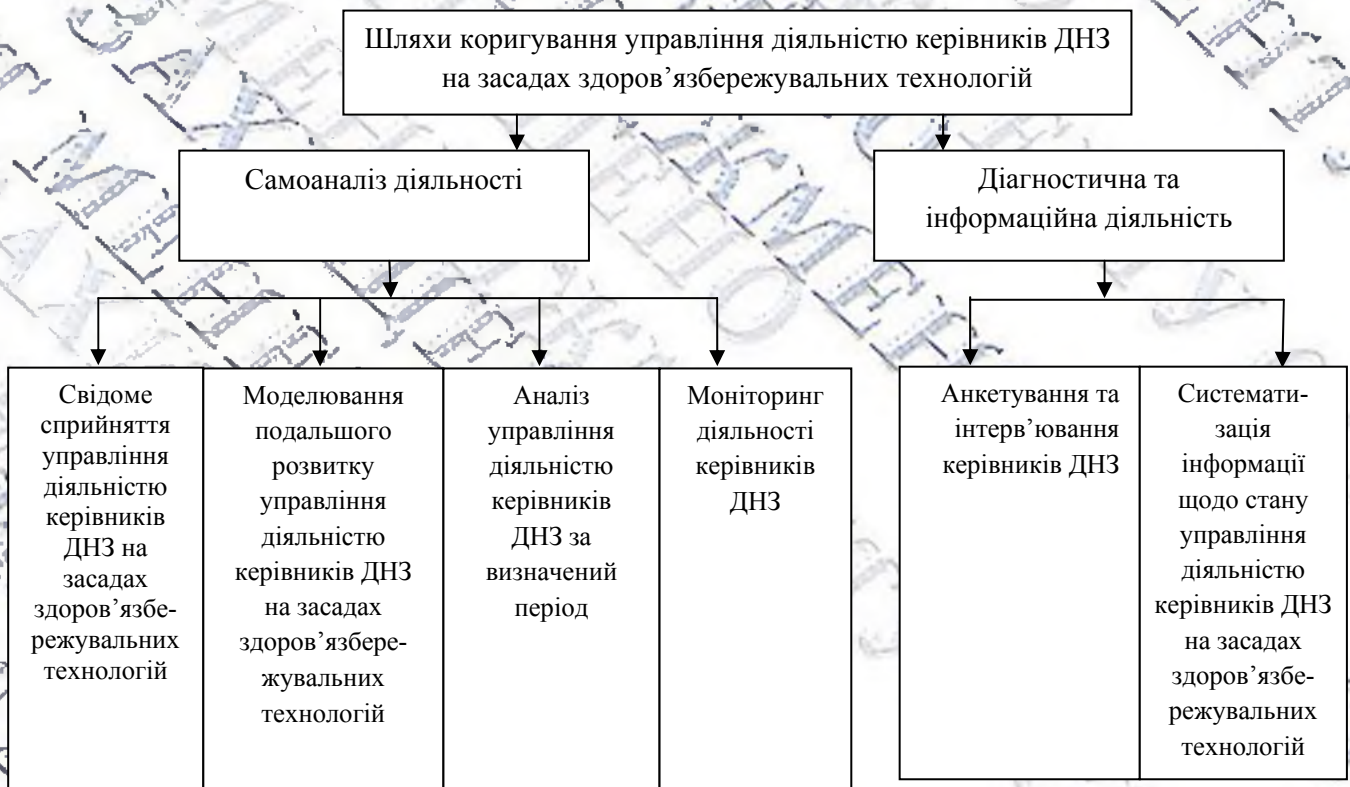 Шляхи коригування управління діяльністю керівників ДНЗ
на засадах здоров’язбережувальних технологій
Самоаналіз діяльності
Діагностична та
інформаційна діяльність
Свідоме
сприйняття
управління
діяльністю
керівників
ДНЗ на
засадах
здоров’язбе-
режувальних
технологій
Моделювання
подальшого
розвитку
управління
діяльністю
керівників ДНЗ
на засадах
здоров’язбере-
жувальних
технологій
Аналіз
управління
діяльністю
керівників
ДНЗ за
визначений
період
Моніторинг
діяльності
керівників
ДНЗ
Анкетування та
інтерв’ювання
керівників ДНЗ
Системати-
зація
інформації
щодо стану
управління
діяльністю
керівників ДНЗ
на засадах
здоров’язбе-
режувальних
технологій